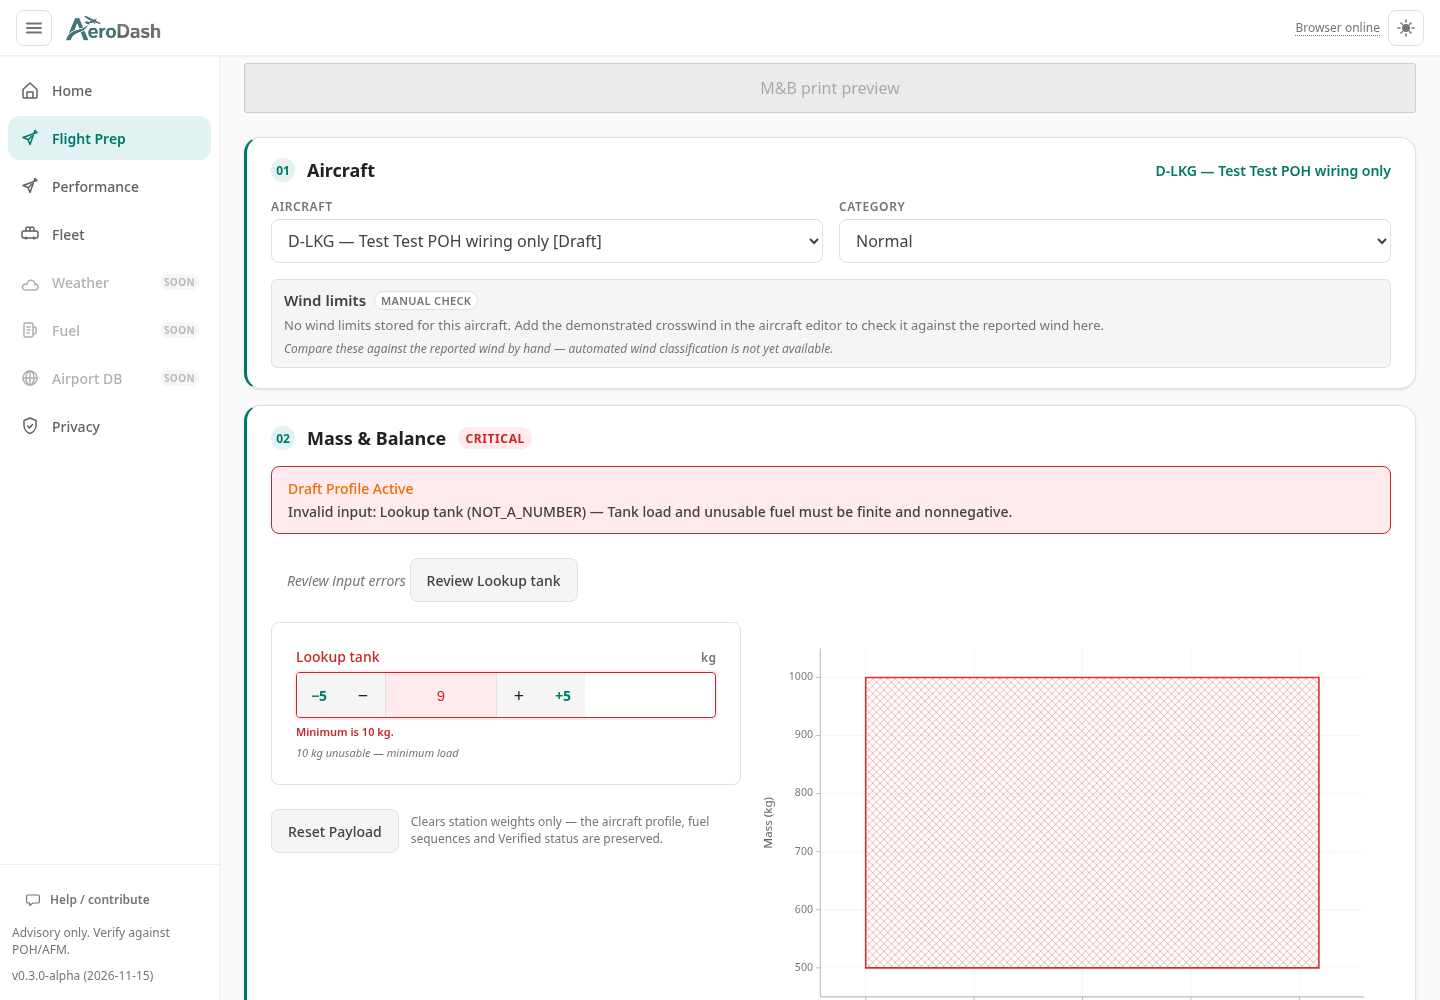 AeroDash
Browser online
Home
Flight Prep
Performance
Fleet
Weather SOON
Fuel SOON
Airport DB SOON
Privacy
Help / contribute
Advisory only. Verify against
POH/AFM.
v0.3.0-alpha (2026-11-15)
M&B print preview
01 Aircraft
D-LKG — Test Test POH wiring only
AIRCRAFT
D-LKG — Test Test POH wiring only [Draft]
CATEGORY
Normal
Wind limits MANUAL CHECK
No wind limits stored for this aircraft. Add the demonstrated crosswind in the aircraft editor to check it against the reported wind here.
Compare these against the reported wind by hand — automated wind classification is not yet available.
02 Mass & Balance CRITICAL
Draft Profile Active
Invalid input: Lookup tank (NOT_A_NUMBER) — Tank load and unusable fuel must be finite and nonnegative.
Review input errors Review Lookup tank
Lookup tank kg
−5 − 9 + +5
Minimum is 10 kg.
10 kg unusable — minimum load
Reset Payload
Clears station weights only — the aircraft profile, fuel
sequences and Verified status are preserved.
Mass (kg)
1000
900
800
700
600
500